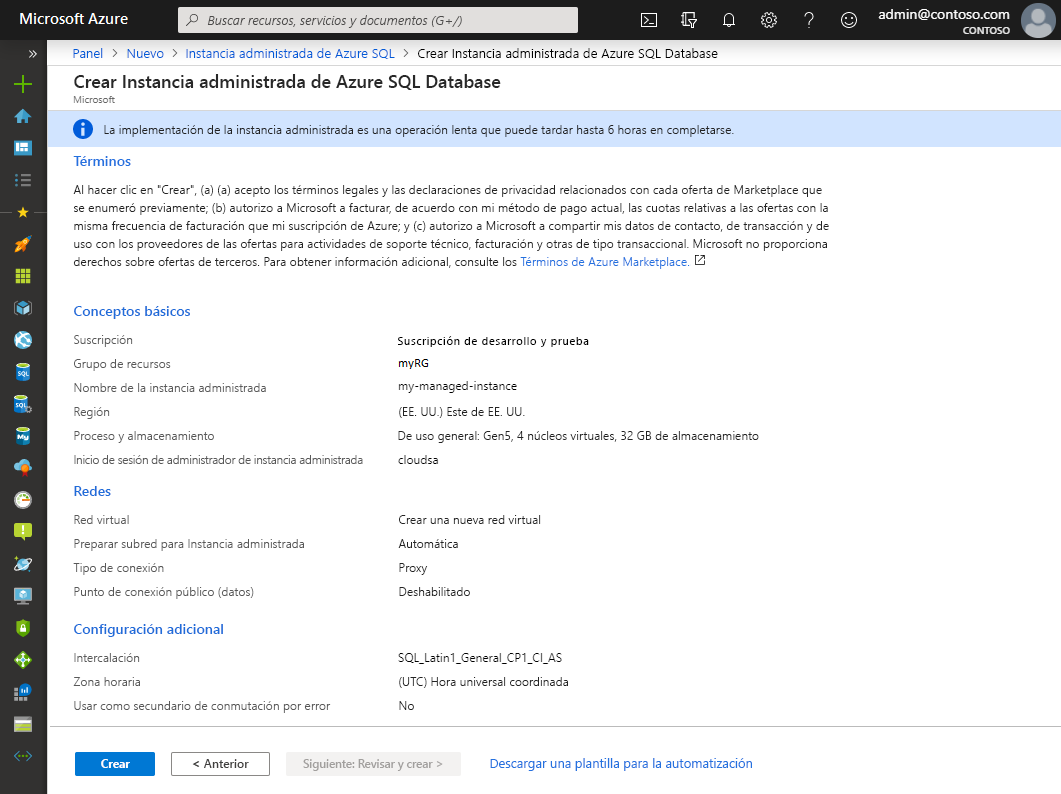 Microsoft Azure
Buscar recursos, servicios y documentos (G+/)
admin@contoso.com
CONTOSO
Panel > Nuevo > Instancia administrada de Azure SQL > Crear Instancia administrada de Azure SQL Database
Crear Instancia administrada de Azure SQL Database
Microsoft
La implementación de la instancia administrada es una operación lenta que puede tardar hasta 6 horas en completarse.
Términos
Al hacer clic en "Crear", (a) (a) acepto los términos legales y las declaraciones de privacidad relacionados con cada oferta de Marketplace que
se enumeró previamente; (b) autorizo a Microsoft a facturar, de acuerdo con mi método de pago actual, las cuotas relativas a las ofertas con la
misma frecuencia de facturación que mi suscripción de Azure; y (c) autorizo a Microsoft a compartir mis datos de contacto, de transacción y de
uso con los proveedores de las ofertas para actividades de soporte técnico, facturación y otras de tipo transaccional. Microsoft no proporciona
derechos sobre ofertas de terceros. Para obtener información adicional, consulte los Términos de Azure Marketplace.
Conceptos básicos
Suscripción Suscripción de desarrollo y prueba
Grupo de recursos myRG
Nombre de la instancia administrada my-managed-instance
Región (EE. UU.) Este de EE. UU.
Proceso y almacenamiento De uso general: Gen5, 4 núcleos virtuales, 32 GB de almacenamiento
Inicio de sesión de administrador de instancia administrada cloudsa
Redes
Red virtual Crear una nueva red virtual
Preparar subred para Instancia administrada Automática
Tipo de conexión Proxy
Punto de conexión público (datos) Deshabilitado
Configuración adicional
Intercalación SQL_Latin1_General_CP1_CI_AS
Zona horaria (UTC) Hora universal coordinada
Usar como secundario de conmutación por error No
Crear < Anterior Siguiente: Revisar y crear > Descargar una plantilla para la automatización